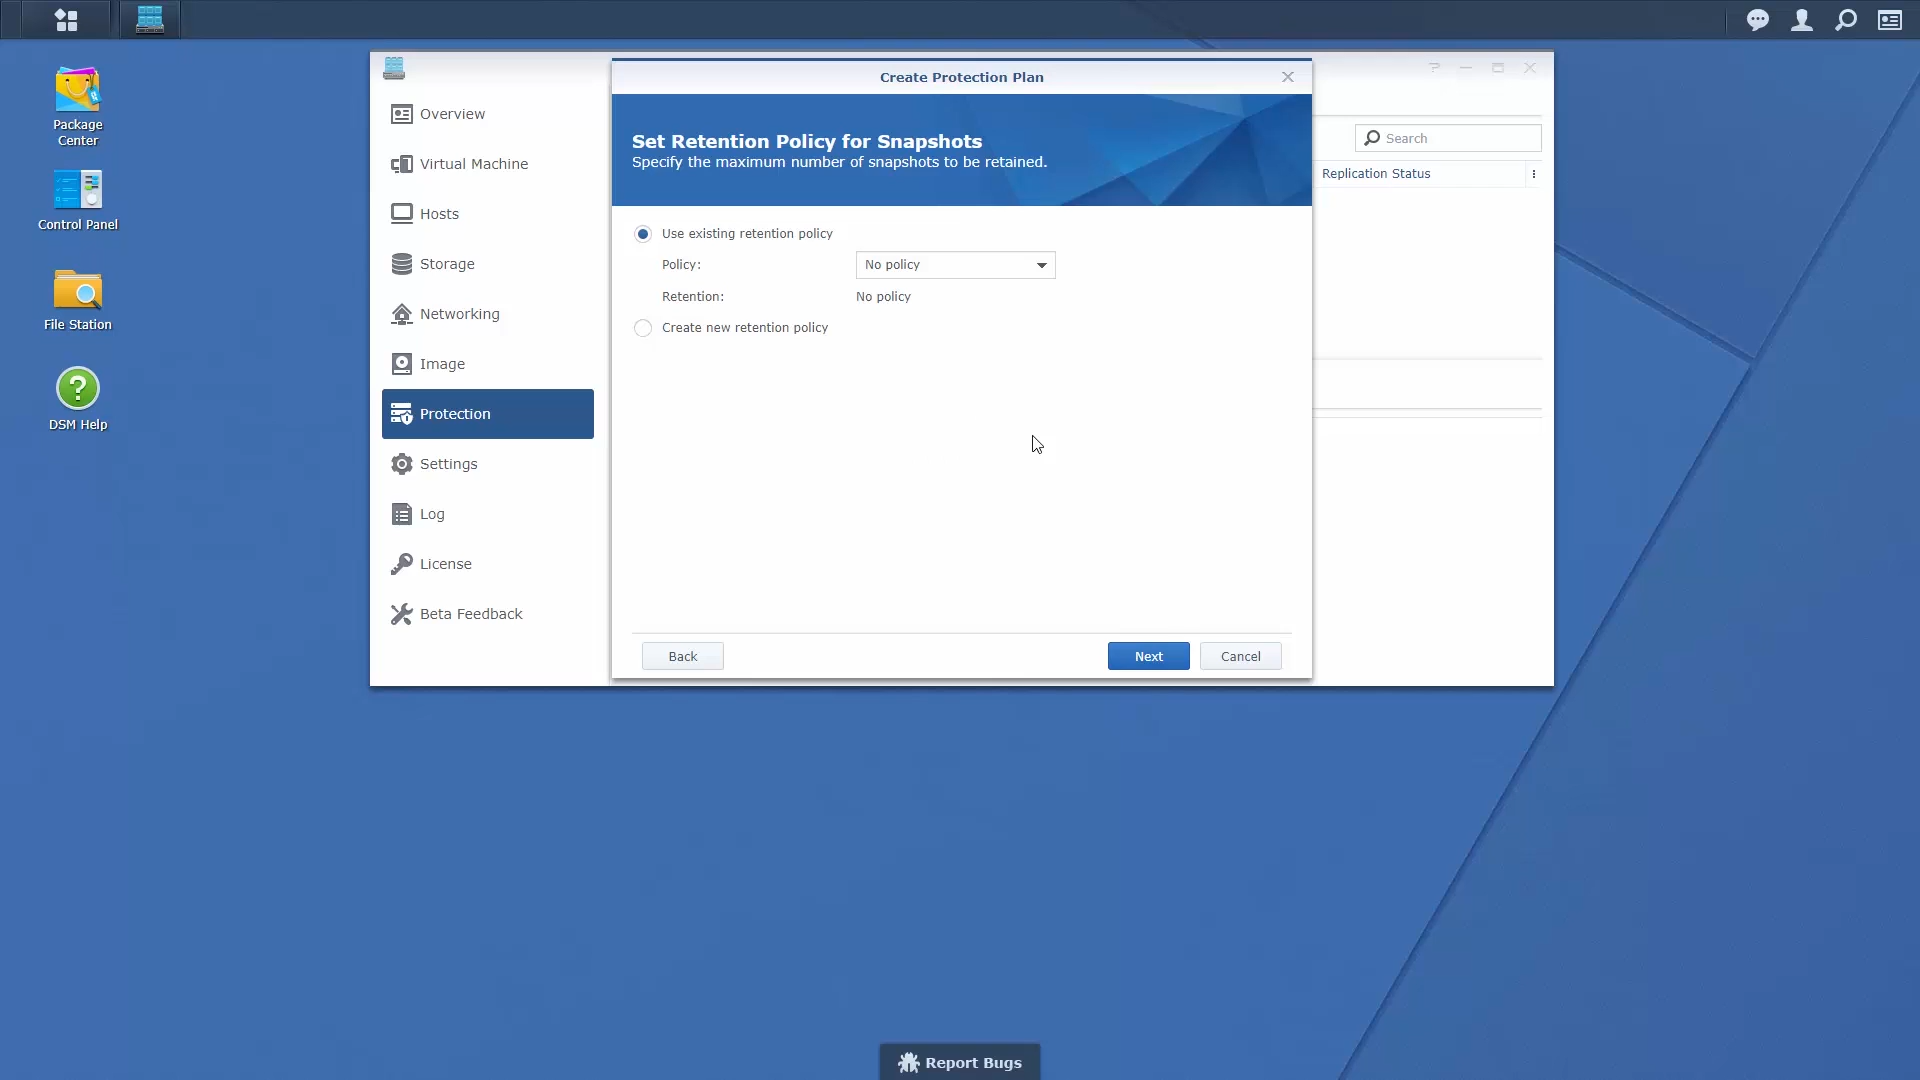 Package
Center
Control Panel
File Station
DSM Help
Overview
Virtual Machine
Hosts
Storage
Networking
Image
Protection
Settings
Log
License
Beta Feedback
Create Protection Plan
Set Retention Policy for Snapshots
Specify the maximum number of snapshots to be retained.
Use existing retention policy
Policy: No policy
Retention: No policy
Create new retention policy
Back Next Cancel
Search
Replication Status
Report Bugs